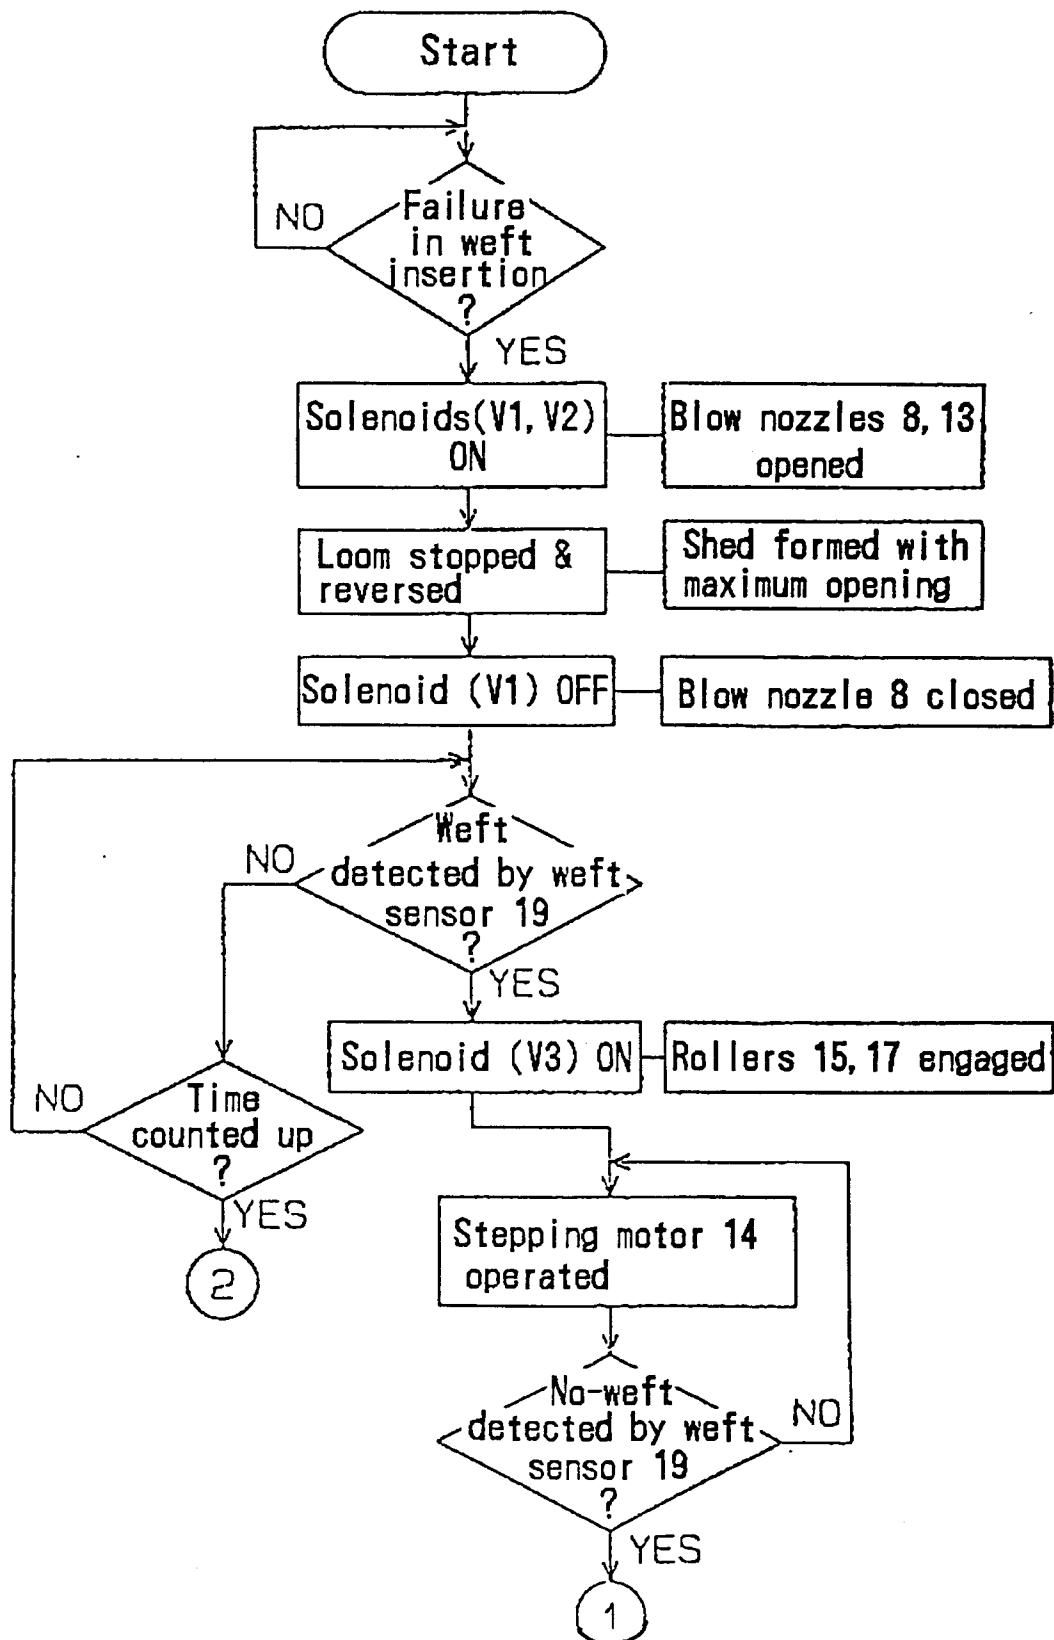 Start
NO
Failure
in weft
insertion
?
YES
Solenoids(V1, V2)
ON
Blow nozzles 8, 13
opened
Loom stopped &
reversed
Shed formed with
maximum opening
Solenoid (V1) OFF
Blow nozzle 8 closed
Weft
detected by weft
sensor 19
?
NO
YES
Solenoid (V3) ON
Rollers 15, 17 engaged
NO
Time
counted up
?
YES
2
Stepping motor 14
operated
No-weft
detected by weft
sensor 19
?
NO
YES
1